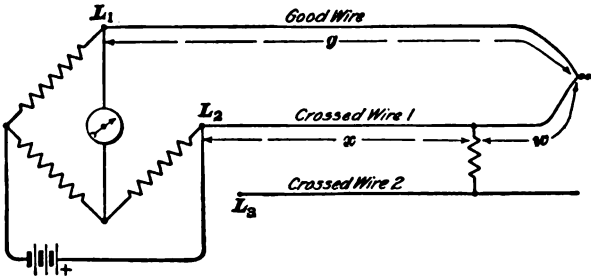 L1
Good Wire
g
L2
Crossed Wire 1
x
w
Crossed Wire 2
L3
+